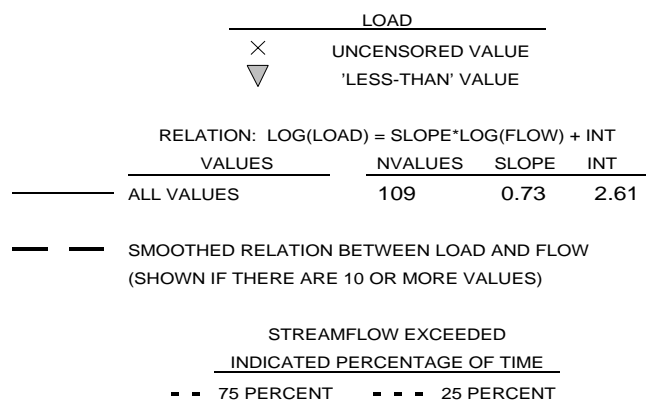 LOAD
UNCENSORED VALUE
'LESS-THAN' VALUE
RELATION: LOG(LOAD) = SLOPE*LOG(FLOW) + INT
VALUES NVALUES SLOPE INT
ALL VALUES 109 0.73 2.61
SMOOTHED RELATION BETWEEN LOAD AND FLOW
(SHOWN IF THERE ARE 10 OR MORE VALUES)
STREAMFLOW EXCEEDED
INDICATED PERCENTAGE OF TIME
75 PERCENT 25 PERCENT